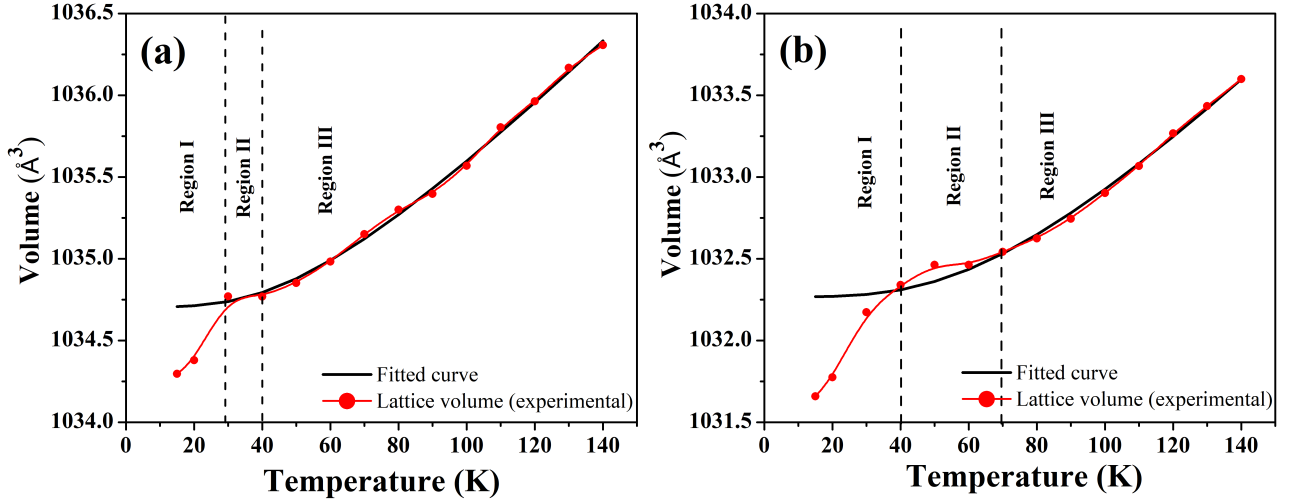 (a)
Volume (Å³)
1036.5
1036.0
1035.5
1035.0
1034.5
1034.0
Region I
Region II
Region III
Fitted curve
Lattice volume (experimental)
0 20 40 60 80 100 120 140
Temperature (K)
(b)
Volume (Å³)
1034.0
1033.5
1033.0
1032.5
1032.0
1031.5
Region I
Region II
Region III
Fitted curve
Lattice volume (experimental)
0 20 40 60 80 100 120 140
Temperature (K)